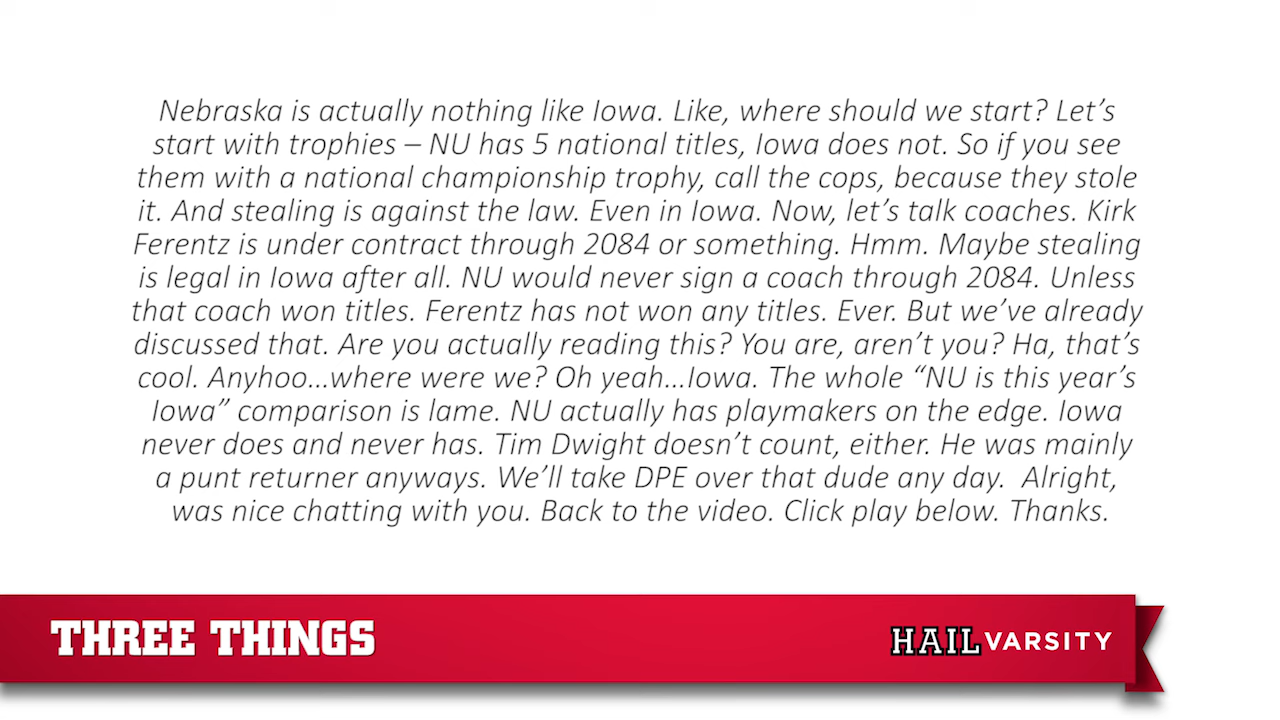 Nebraska is actually nothing like Iowa. Like, where should we start? Let’s
start with trophies – NU has 5 national titles, Iowa does not. So if you see
them with a national championship trophy, call the cops, because they stole
it. And stealing is against the law. Even in Iowa. Now, let’s talk coaches. Kirk
Ferentz is under contract through 2084 or something. Hmm. Maybe stealing
is legal in Iowa after all. NU would never sign a coach through 2084. Unless
that coach won titles. Ferentz has not won any titles. Ever. But we’ve already
discussed that. Are you actually reading this? You are, aren’t you? Ha, that’s
cool. Anyhoo…where were we? Oh yeah…Iowa. The whole “NU is this year’s
Iowa” comparison is lame. NU actually has playmakers on the edge. Iowa
never does and never has. Tim Dwight doesn’t count, either. He was mainly
a punt returner anyways. We’ll take DPE over that dude any day.  Alright,
was nice chatting with you. Back to the video. Click play below. Thanks.
THREE THINGS
HAIL VARSITY